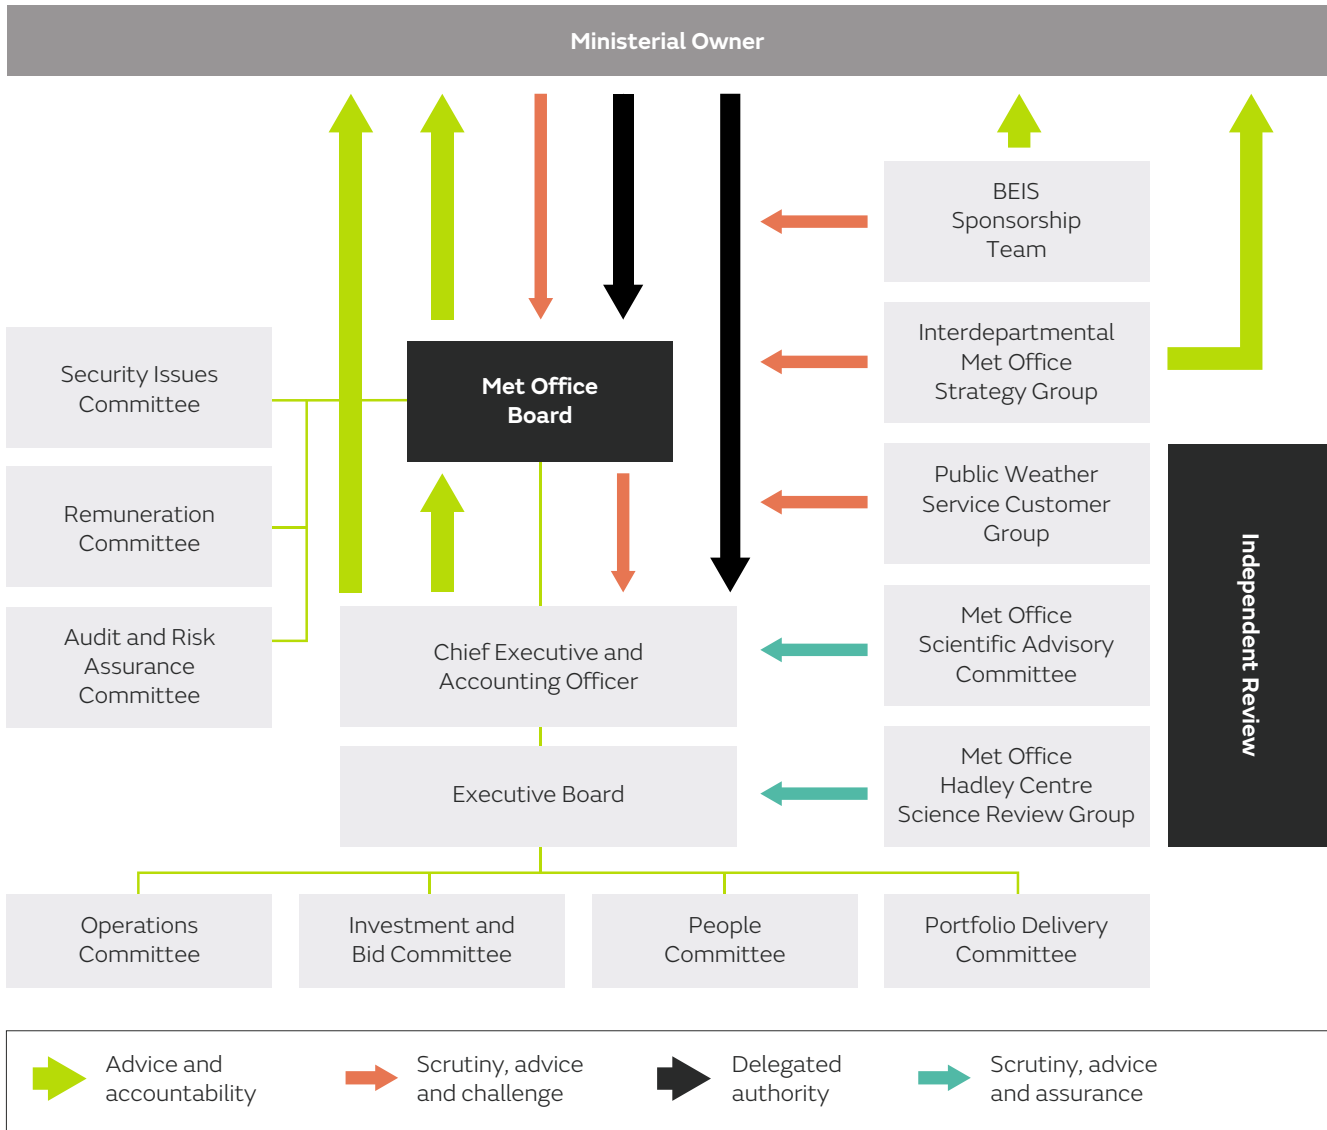 Ministerial Owner
BEIS
Sponsorship
Team
Interdepartmental
Met Office
Strategy Group
Security Issues
Committee
Met Office
Board
Public Weather
Service Customer
Group
Remuneration
Committee
Independent Review
Audit and Risk
Assurance
Committee
Chief Executive and
Accounting Officer
Met Office
Scientific Advisory
Committee
Executive Board
Met Office
Hadley Centre
Science Review Group
Operations
Committee
Investment and
Bid Committee
People
Committee
Portfolio Delivery
Committee
Advice and
accountability
Scrutiny, advice
and challenge
Delegated
authority
Scrutiny, advice
and assurance